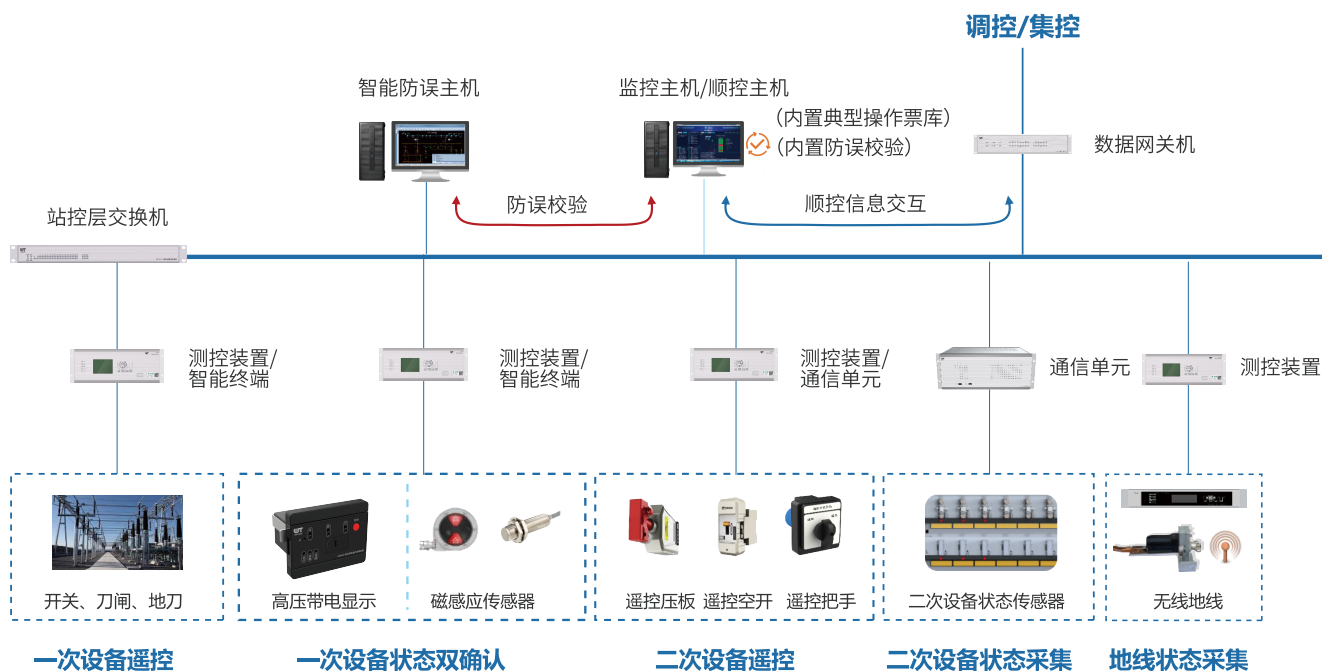 调控/集控
智能防误主机
监控主机/顺控主机
（内置典型操作票库）
（内置防误校验）
数据网关机
防误校验
顺控信息交互
站控层交换机
测控装置/
智能终端
测控装置/
智能终端
测控装置/
通信单元
通信单元
测控装置
开关、刀闸、地刀
高压带电显示
磁感应传感器
遥控压板
遥控空开
遥控把手
二次设备状态传感器
无线地线
一次设备遥控
一次设备状态双确认
二次设备遥控
二次设备状态采集
地线状态采集